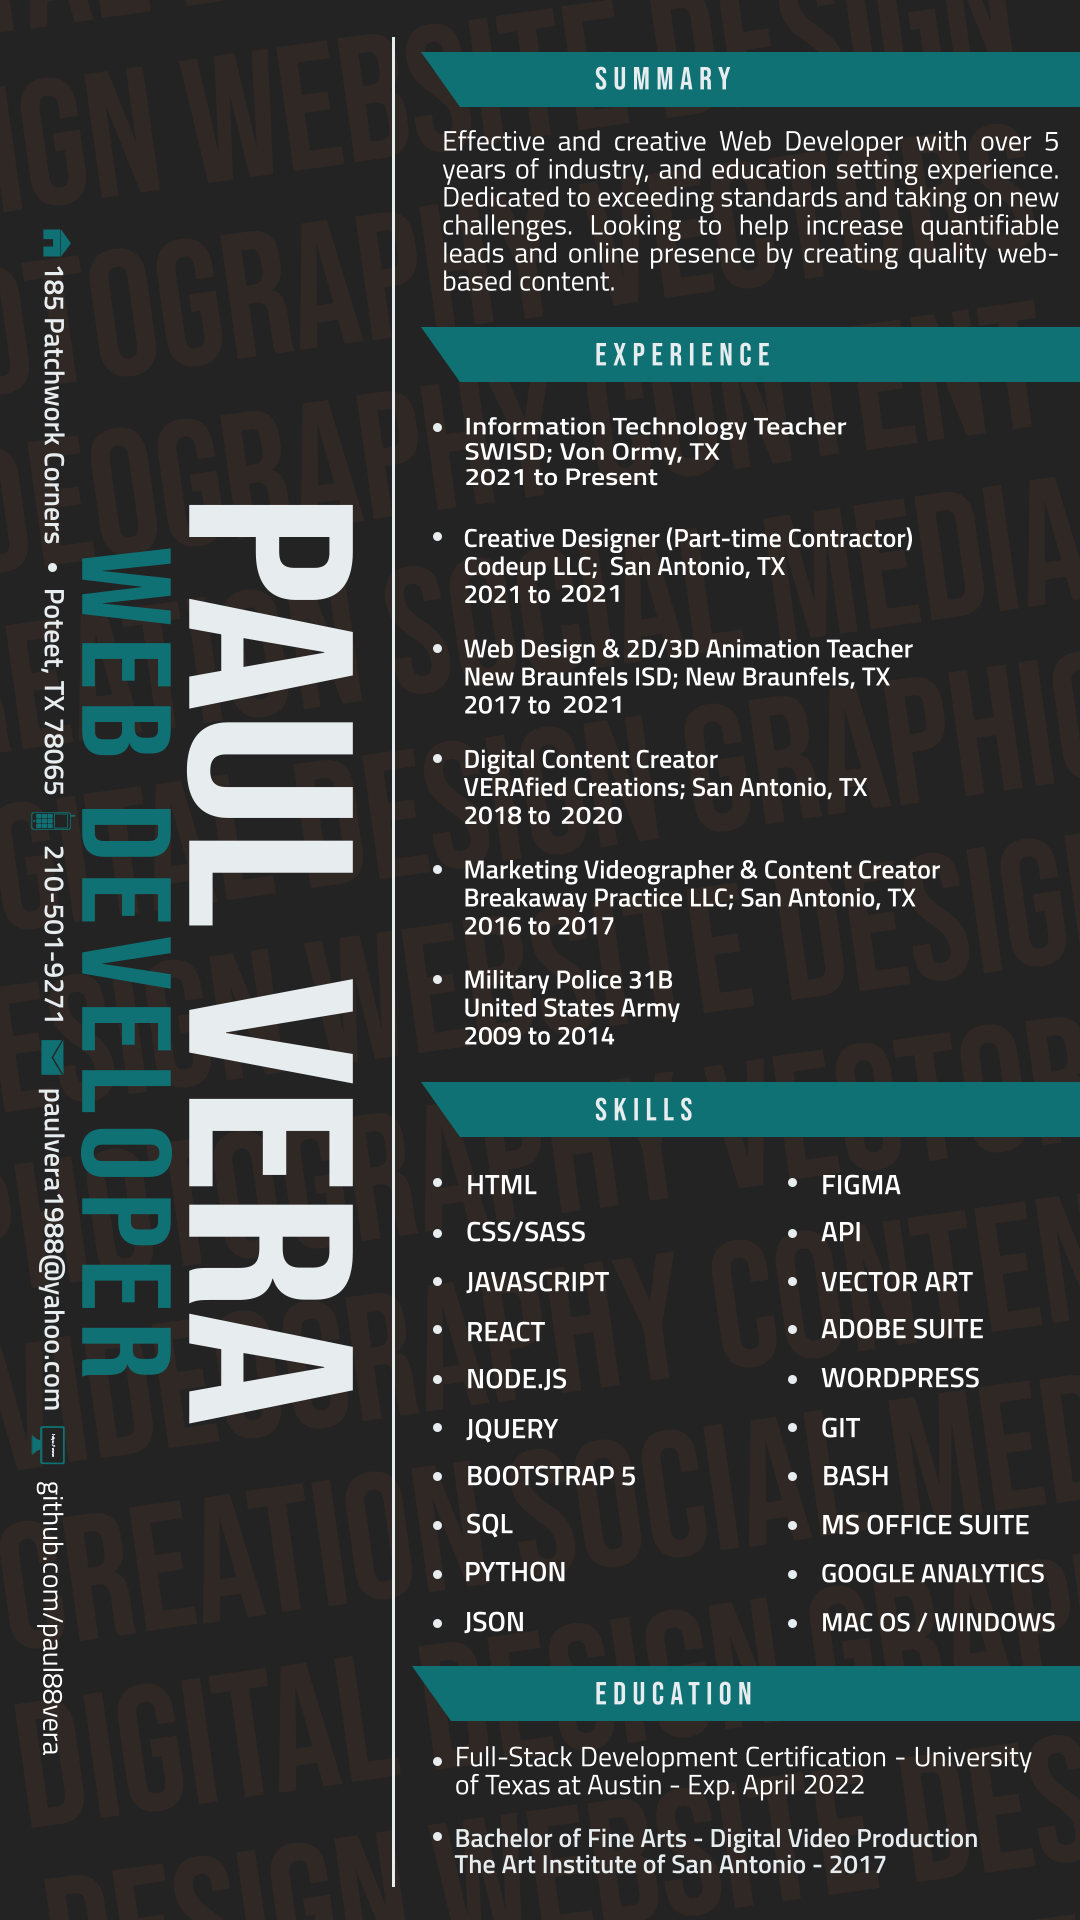 PAUL VERA
WEB DEVELOPER
185 Patchwork Corners • Poteet, TX 78065
210-501-9271
paulvera1988@yahoo.com
github.com/paul88vera
SUMMARY
Effective and creative Web Developer with over 5
years of industry, and education setting experience.
Dedicated to exceeding standards and taking on new
challenges. Looking to help increase quantifiable
leads and online presence by creating quality web-
based content.
EXPERIENCE
• Information Technology Teacher
SWISD; Von Ormy, TX
2021 to Present
• Creative Designer (Part-time Contractor)
Codeup LLC; San Antonio, TX
2021 to 2021
• Web Design & 2D/3D Animation Teacher
New Braunfels ISD; New Braunfels, TX
2017 to 2021
• Digital Content Creator
VERAfied Creations; San Antonio, TX
2018 to 2020
• Marketing Videographer & Content Creator
Breakaway Practice LLC; San Antonio, TX
2016 to 2017
• Military Police 31B
United States Army
2009 to 2014
SKILLS
• HTML
• CSS/SASS
• JAVASCRIPT
• REACT
• NODE.JS
• JQUERY
• BOOTSTRAP 5
• SQL
• PYTHON
• JSON
• FIGMA
• API
• VECTOR ART
• ADOBE SUITE
• WORDPRESS
• GIT
• BASH
• MS OFFICE SUITE
• GOOGLE ANALYTICS
• MAC OS / WINDOWS
EDUCATION
• Full-Stack Development Certification - University
of Texas at Austin - Exp. April 2022
• Bachelor of Fine Arts - Digital Video Production
The Art Institute of San Antonio - 2017